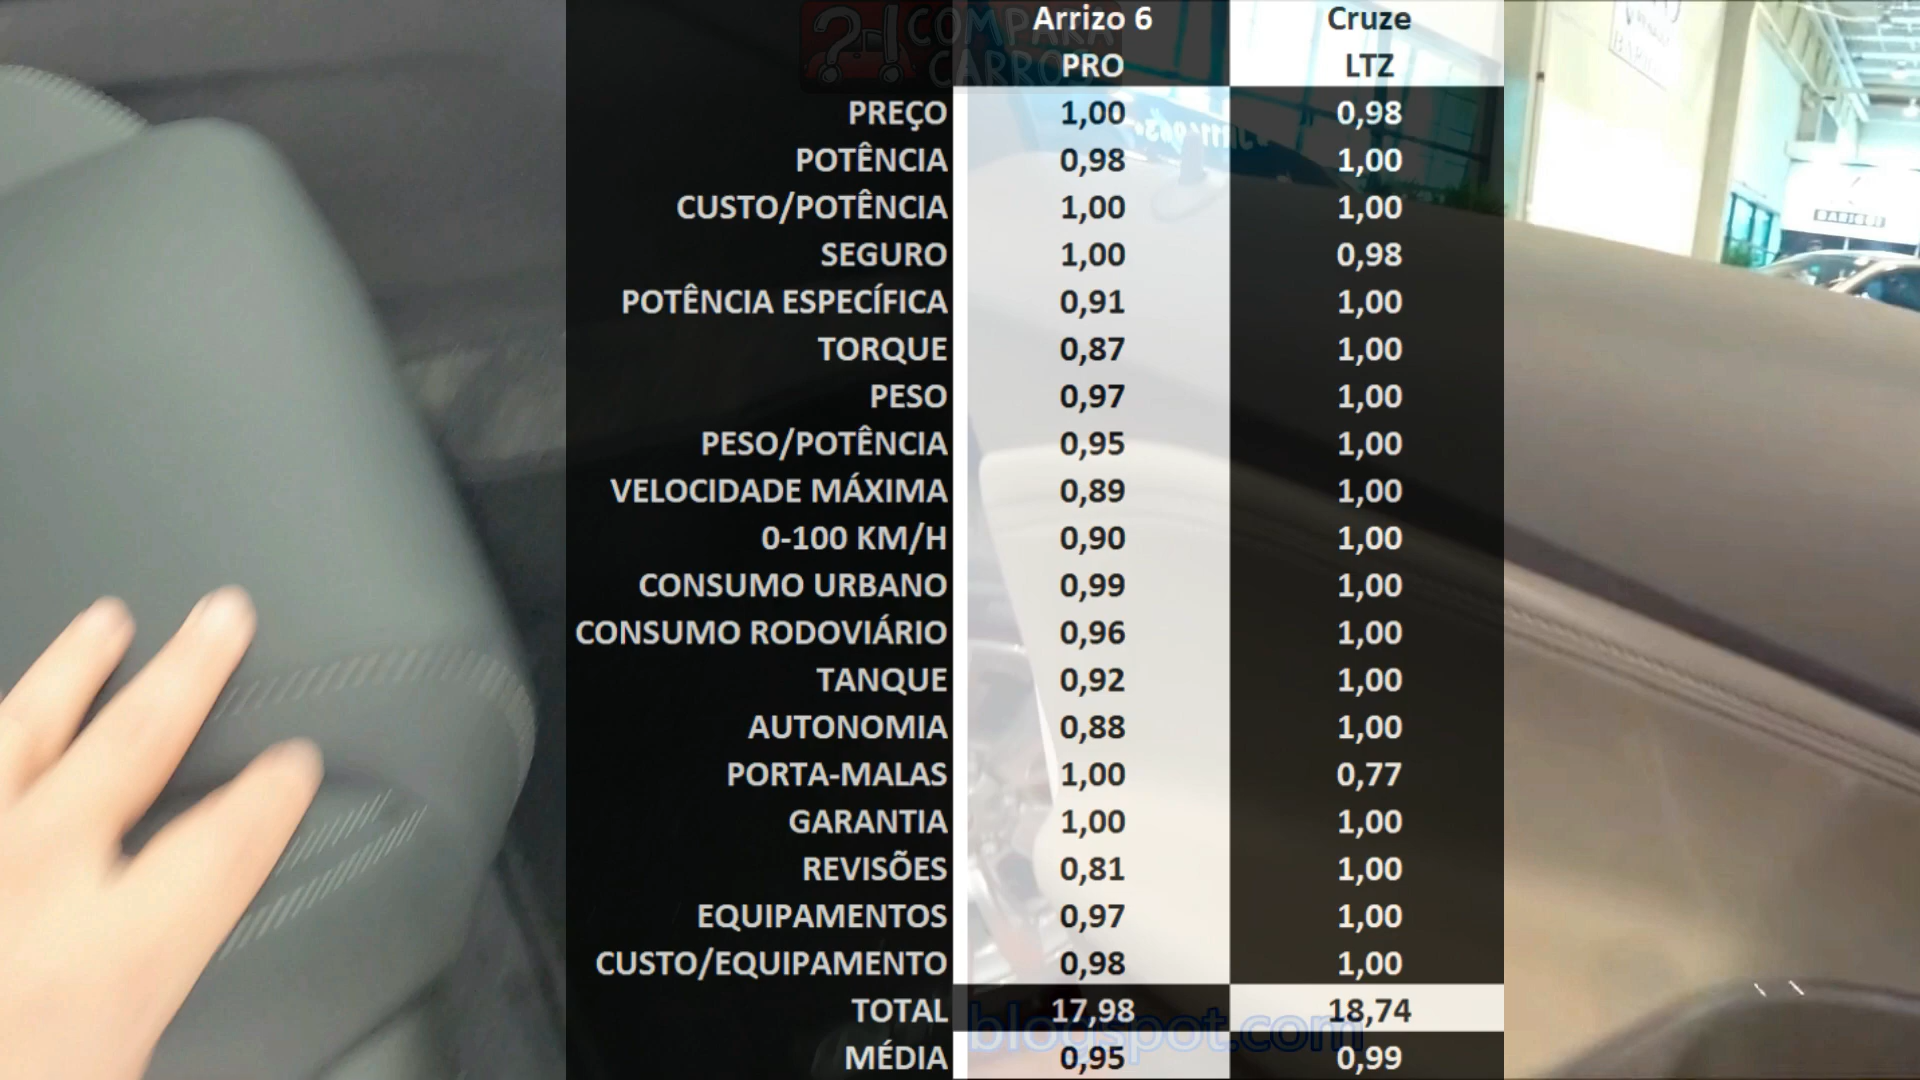 ?! COMPARA
CARRO
Arrizo 6 Cruze
PRO LTZ
PREÇO 1,00 0,98
POTÊNCIA 0,98 1,00
CUSTO/POTÊNCIA 1,00 1,00
SEGURO 1,00 0,98
POTÊNCIA ESPECÍFICA 0,91 1,00
TORQUE 0,87 1,00
PESO 0,97 1,00
PESO/POTÊNCIA 0,95 1,00
VELOCIDADE MÁXIMA 0,89 1,00
0-100 KM/H 0,90 1,00
CONSUMO URBANO 0,99 1,00
CONSUMO RODOVIÁRIO 0,96 1,00
TANQUE 0,92 1,00
AUTONOMIA 0,88 1,00
PORTA-MALAS 1,00 0,77
GARANTIA 1,00 1,00
REVISÕES 0,81 1,00
EQUIPAMENTOS 0,97 1,00
CUSTO/EQUIPAMENTO 0,98 1,00
TOTAL 17,98 18,74
blogspot.com
MÉDIA 0,95 0,99
BARIGUI